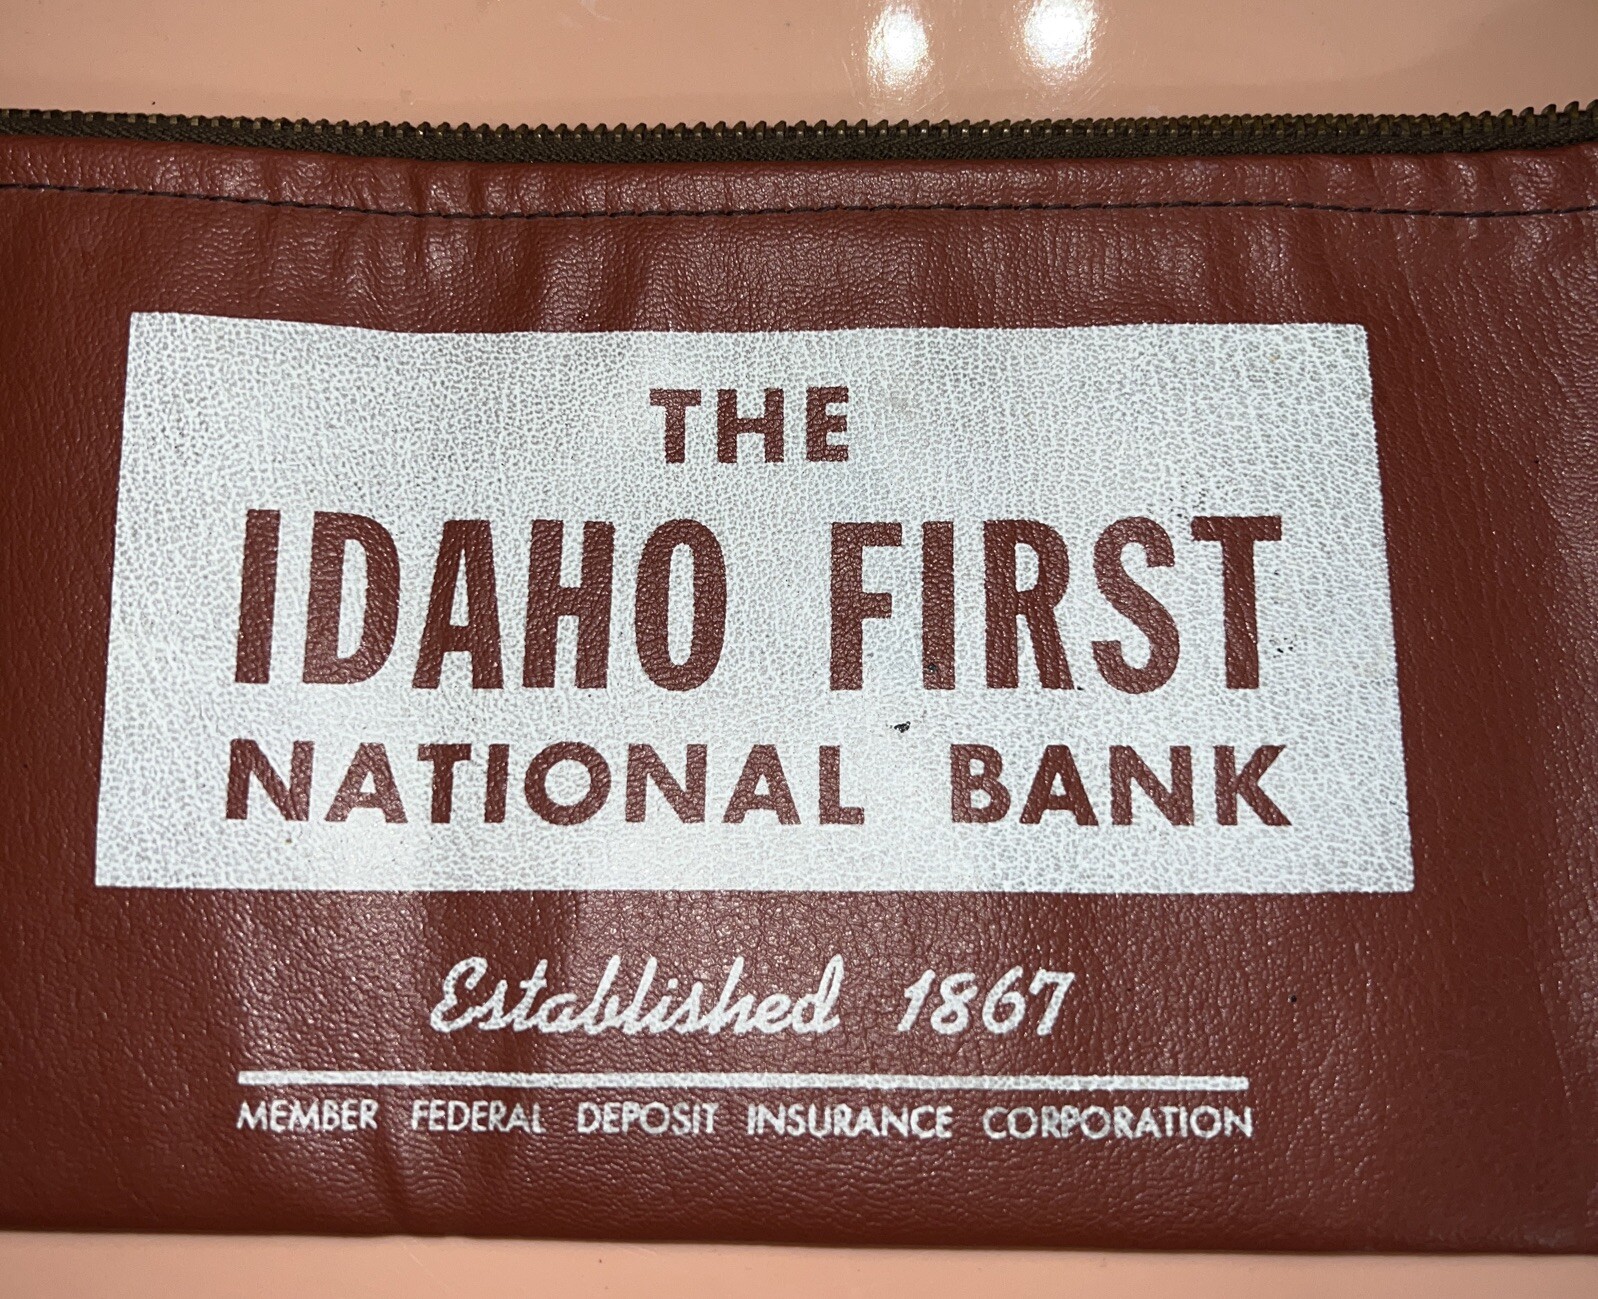 THE
IDAHO FIRST
NATIONAL BANK
Established 1867
MEMBER FEDERAL DEPOSIT INSURANCE CORPORATION